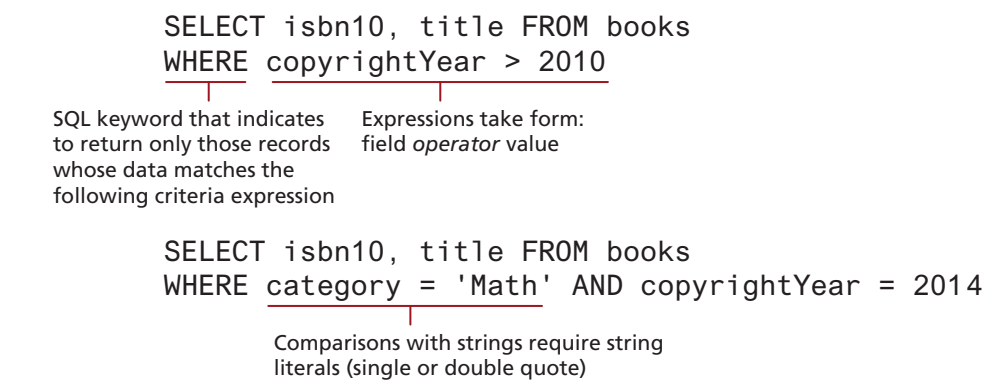 SELECT isbn10, title FROM books
WHERE copyrightYear > 2010
SQL keyword that indicates
to return only those records
whose data matches the
following criteria expression
Expressions take form:
field operator value
SELECT isbn10, title FROM books
WHERE category = 'Math' AND copyrightYear = 2014
Comparisons with strings require string
literals (single or double quote)